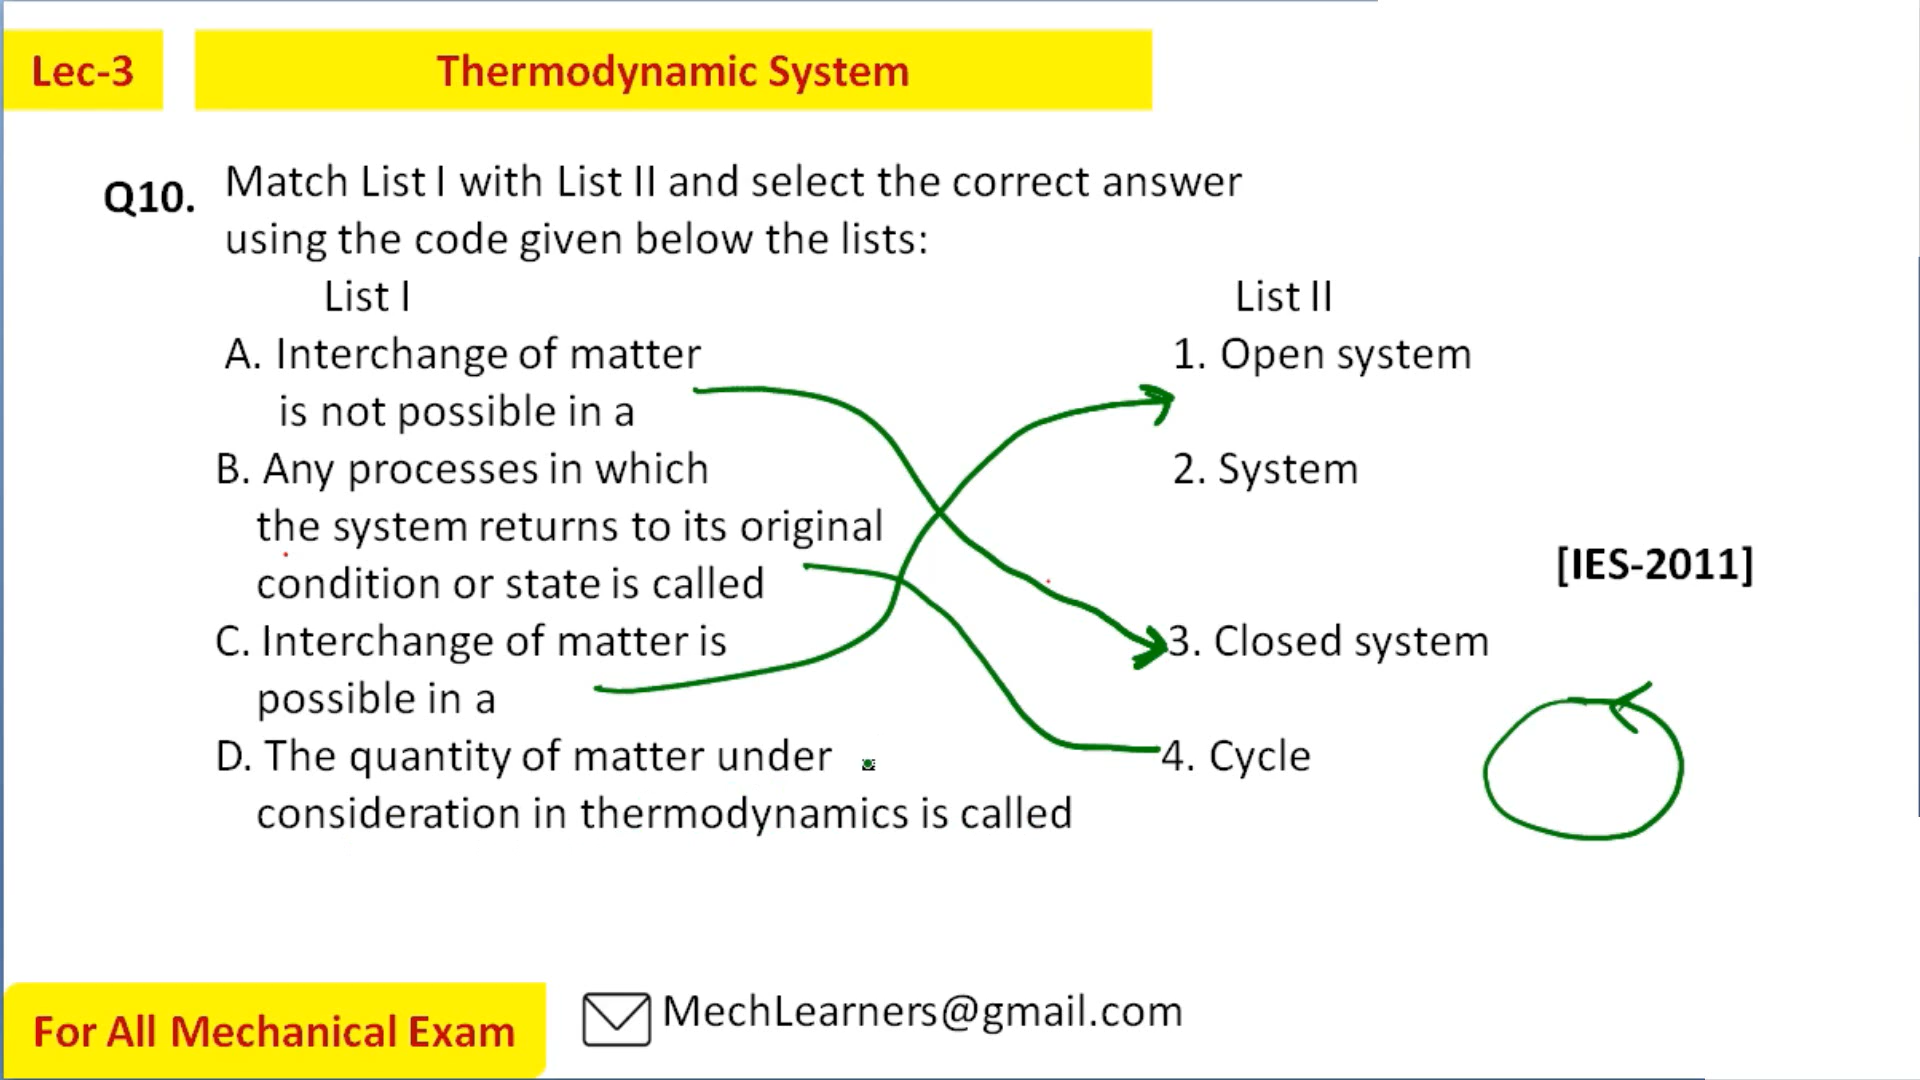 Lec-3
Thermodynamic System
Q10. Match List I with List II and select the correct answer
using the code given below the lists:
List I List II
A. Interchange of matter 1. Open system
is not possible in a
B. Any processes in which 2. System
the system returns to its original
[IES-2011]
condition or state is called
C. Interchange of matter is 3. Closed system
possible in a
D. The quantity of matter under 4. Cycle
consideration in thermodynamics is called
For All Mechanical Exam
MechLearners@gmail.com